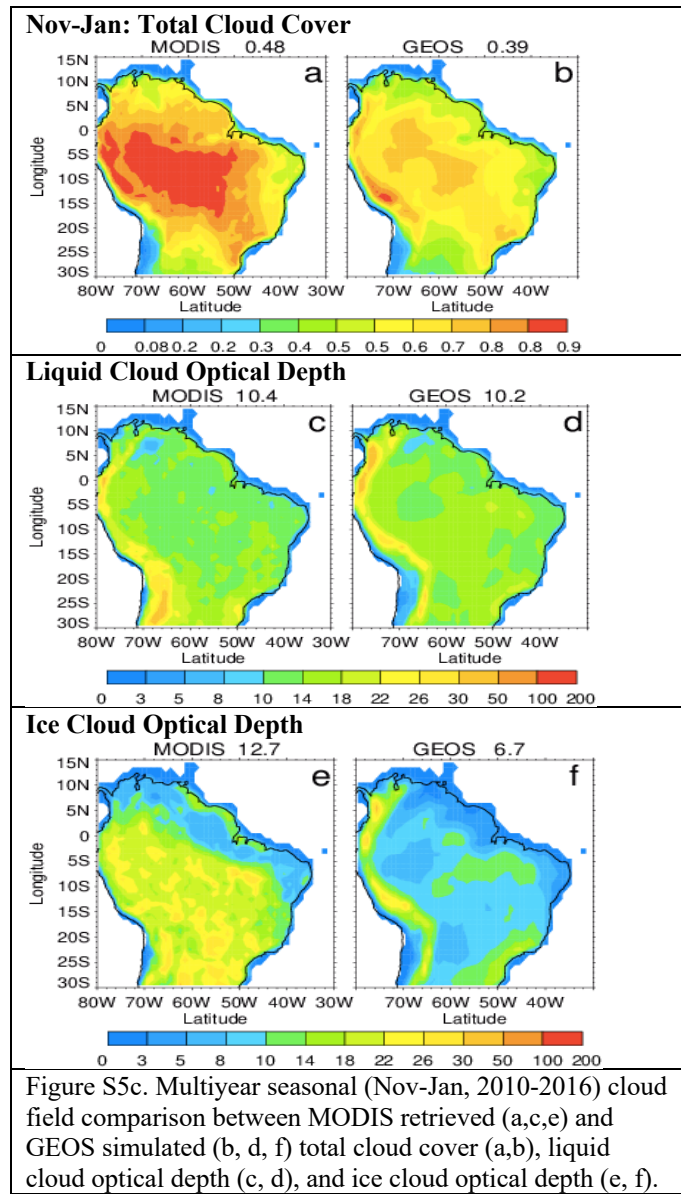 Nov-Jan: Total Cloud Cover
MODIS 0.48 GEOS 0.39
a b
15N
10N
5N
0
5S
10S
15S
20S
25S
30S
Longitude Longitude
80W 70W 60W 50W 40W 30W 70W 60W 50W 40W
Latitude Latitude
0 0.08 0.2 0.2 0.3 0.4 0.5 0.5 0.6 0.7 0.8 0.8 0.9
Liquid Cloud Optical Depth
MODIS 10.4 GEOS 10.2
c d
15N
10N
5N
0
5S
10S
15S
20S
25S
30S
Longitude
80W 70W 60W 50W 40W 30W 70W 60W 50W 40W
Latitude Latitude
0 3 5 8 10 14 18 22 26 30 50 100 200
Ice Cloud Optical Depth
MODIS 12.7 GEOS 6.7
e f
15N
10N
5N
0
5S
10S
15S
20S
25S
30S
Longitude
80W 70W 60W 50W 40W 30W 70W 60W 50W 40W
Latitude Latitude
0 3 5 8 10 14 18 22 26 30 50 100 200
Figure S5c. Multiyear seasonal (Nov-Jan, 2010-2016) cloud
field comparison between MODIS retrieved (a,c,e) and
GEOS simulated (b, d, f) total cloud cover (a,b), liquid
cloud optical depth (c, d), and ice cloud optical depth (e, f).